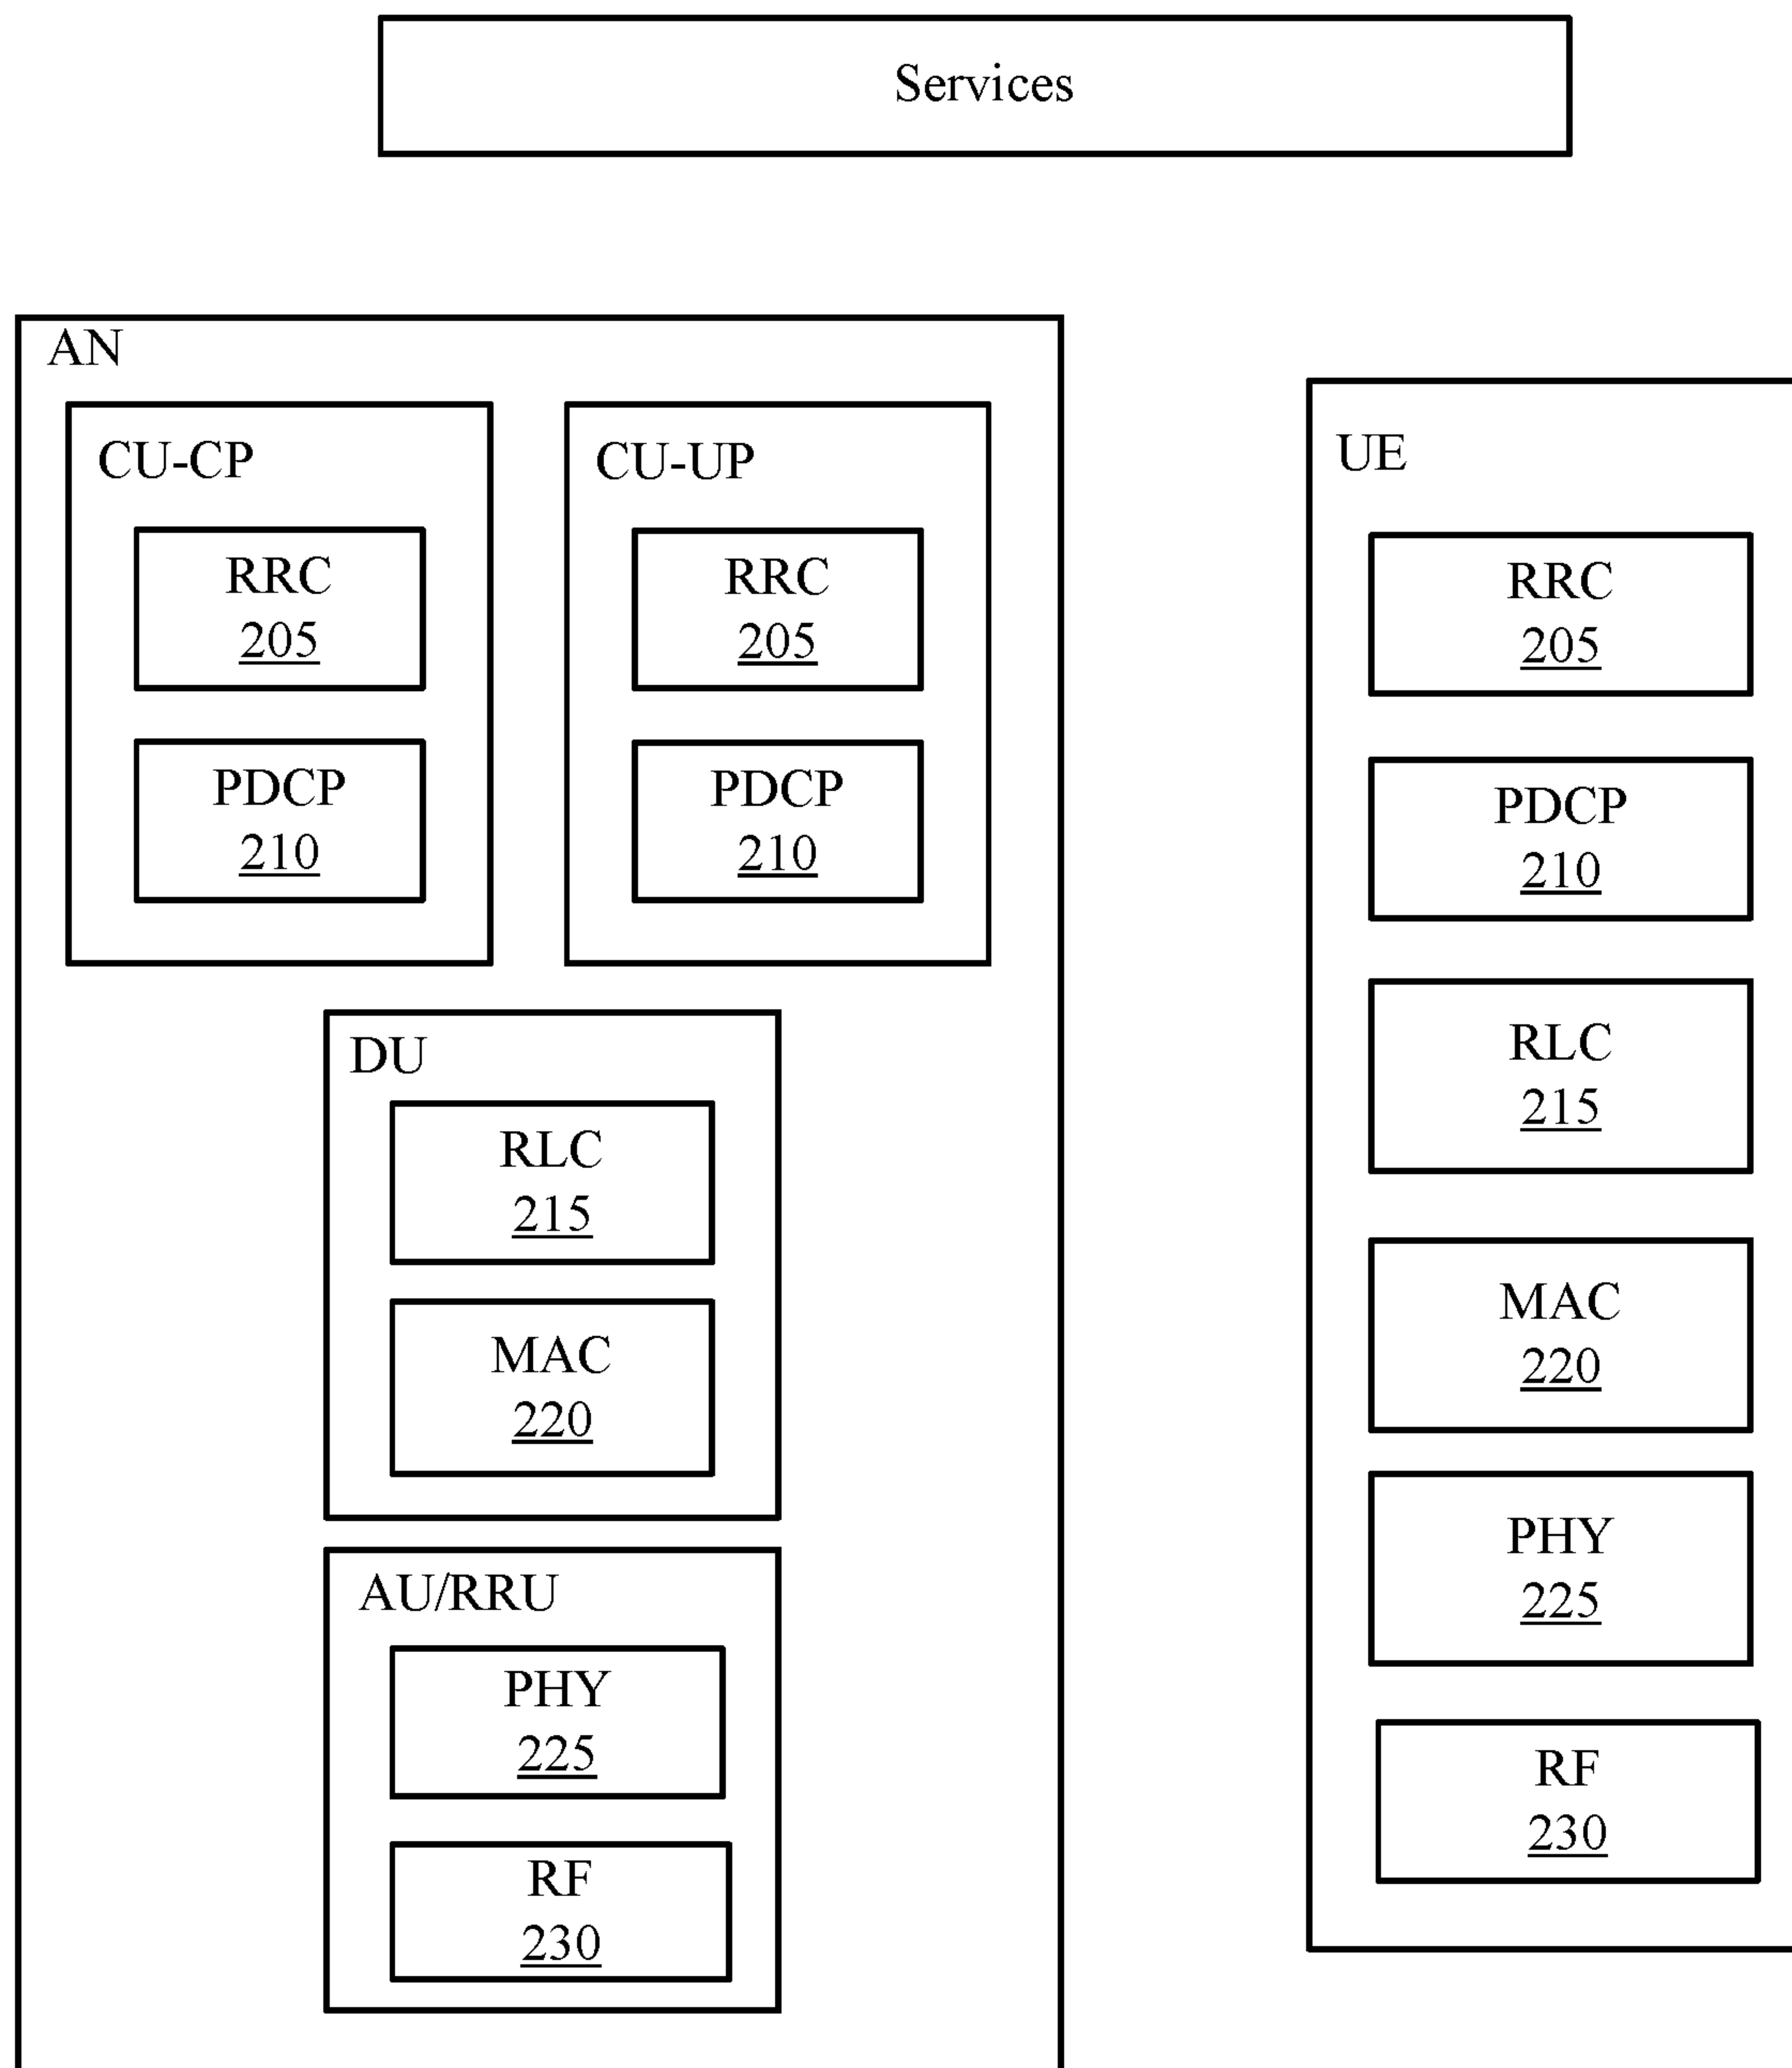 Services
AN
CU-CP
RRC
205
PDCP
210
CU-UP
RRC
205
PDCP
210
DU
RLC
215
MAC
220
AU/RRU
PHY
225
RF
230
UE
RRC
205
PDCP
210
RLC
215
MAC
220
PHY
225
RF
230